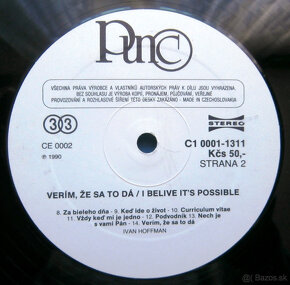 Punc
VŠECHNA PRÁVA VÝROBCE A VLASTNÍKŮ AUTORSKÝCH PRÁV K DÍLU JSOU VYHRAZENA.
BEZ SOUHLASU JE VÝROBA KOPIÍ, PRONÁJEM, PŮJČOVÁNÍ, VEŘEJNÉ
PROVOZOVÁNÍ A ROZHLASOVÉ ŠÍŘENÍ TÉTO DESKY ZAKÁZÁNO · MADE IN CZECHOSLOVAKIA
33
STEREO
CE 0002
℗ 1990
C1 0001-1311
Kčs 50,-
STRANA 2
VERÍM, ŽE SA TO DÁ / I BELIVE IT'S POSSIBLE
8. Za bieleho dňa · 9. Keď ide o život · 10. Curriculum vitae
11. Vždy keď mi je jedno · 12. Podvodník · 13. Nech je
s vami Pán · 14. Verím, že sa to dá
IVAN HOFFMAN
bazos.sk